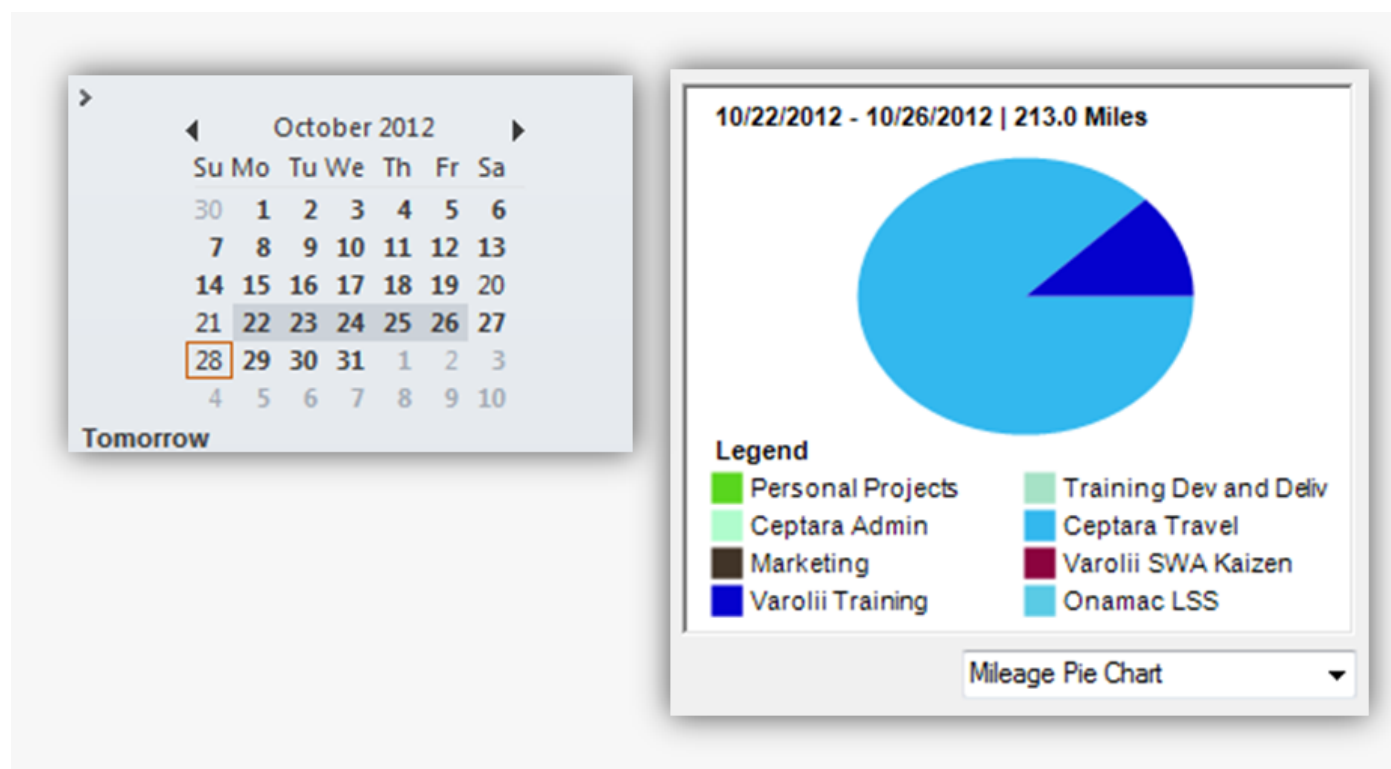 October 2012
Su Mo Tu We Th Fr Sa
30 1 2 3 4 5 6
7 8 9 10 11 12 13
14 15 16 17 18 19 20
21 22 23 24 25 26 27
28 29 30 31 1 2 3
4 5 6 7 8 9 10
Tomorrow
10/22/2012 - 10/26/2012 | 213.0 Miles
Legend
Personal Projects Training Dev and Deliv
Ceptara Admin Ceptara Travel
Marketing Varolii SWA Kaizen
Varolii Training Onamac LSS
Mileage Pie Chart